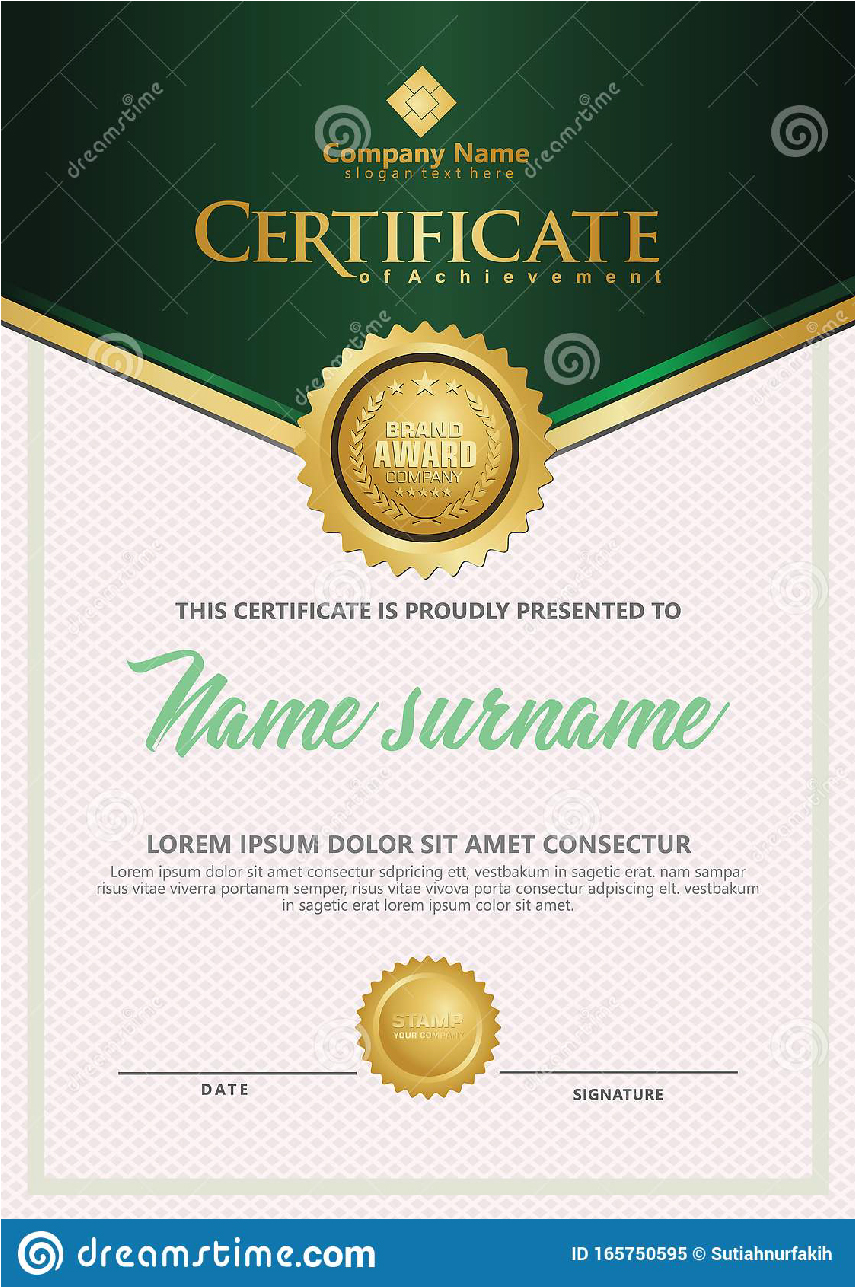 Company Name
slogan text here
CERTIFICATE
of Achievement
BRAND
AWARD
COMPANY
THIS CERTIFICATE IS PROUDLY PRESENTED TO
Name surname
LOREM IPSUM DOLOR SIT AMET CONSECTUR
Lorem ipsum dolor sit amet consectur sdpricing ett, vestbakum in sagetic erat. nam sampar
risus vitae viverra portanam semper, risus vitae vivova porta consectur adpiscing elt. vestbakum
in sagetic erat lorem ipsum color sit amet.
STAMP
YOUR COMPANY
DATE
SIGNATURE
dreamstime.com
ID 165750595 © Sutiahnurfakih
dreamstime
dreamstime
dreamstime